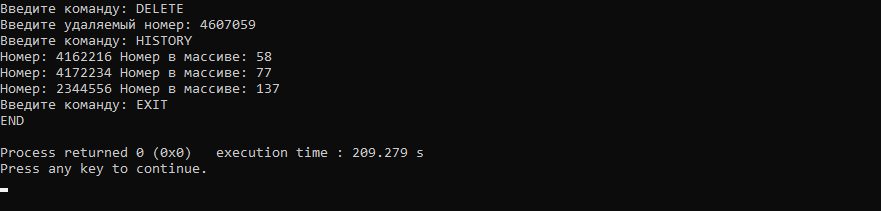 Введите команду: DELETE
Введите удаляемый номер: 4607059
Введите команду: HISTORY
Номер: 4162216 Номер в массиве: 58
Номер: 4172234 Номер в массиве: 77
Номер: 2344556 Номер в массиве: 137
Введите команду: EXIT
END
Process returned 0 (0x0)   execution time : 209.279 s
Press any key to continue.